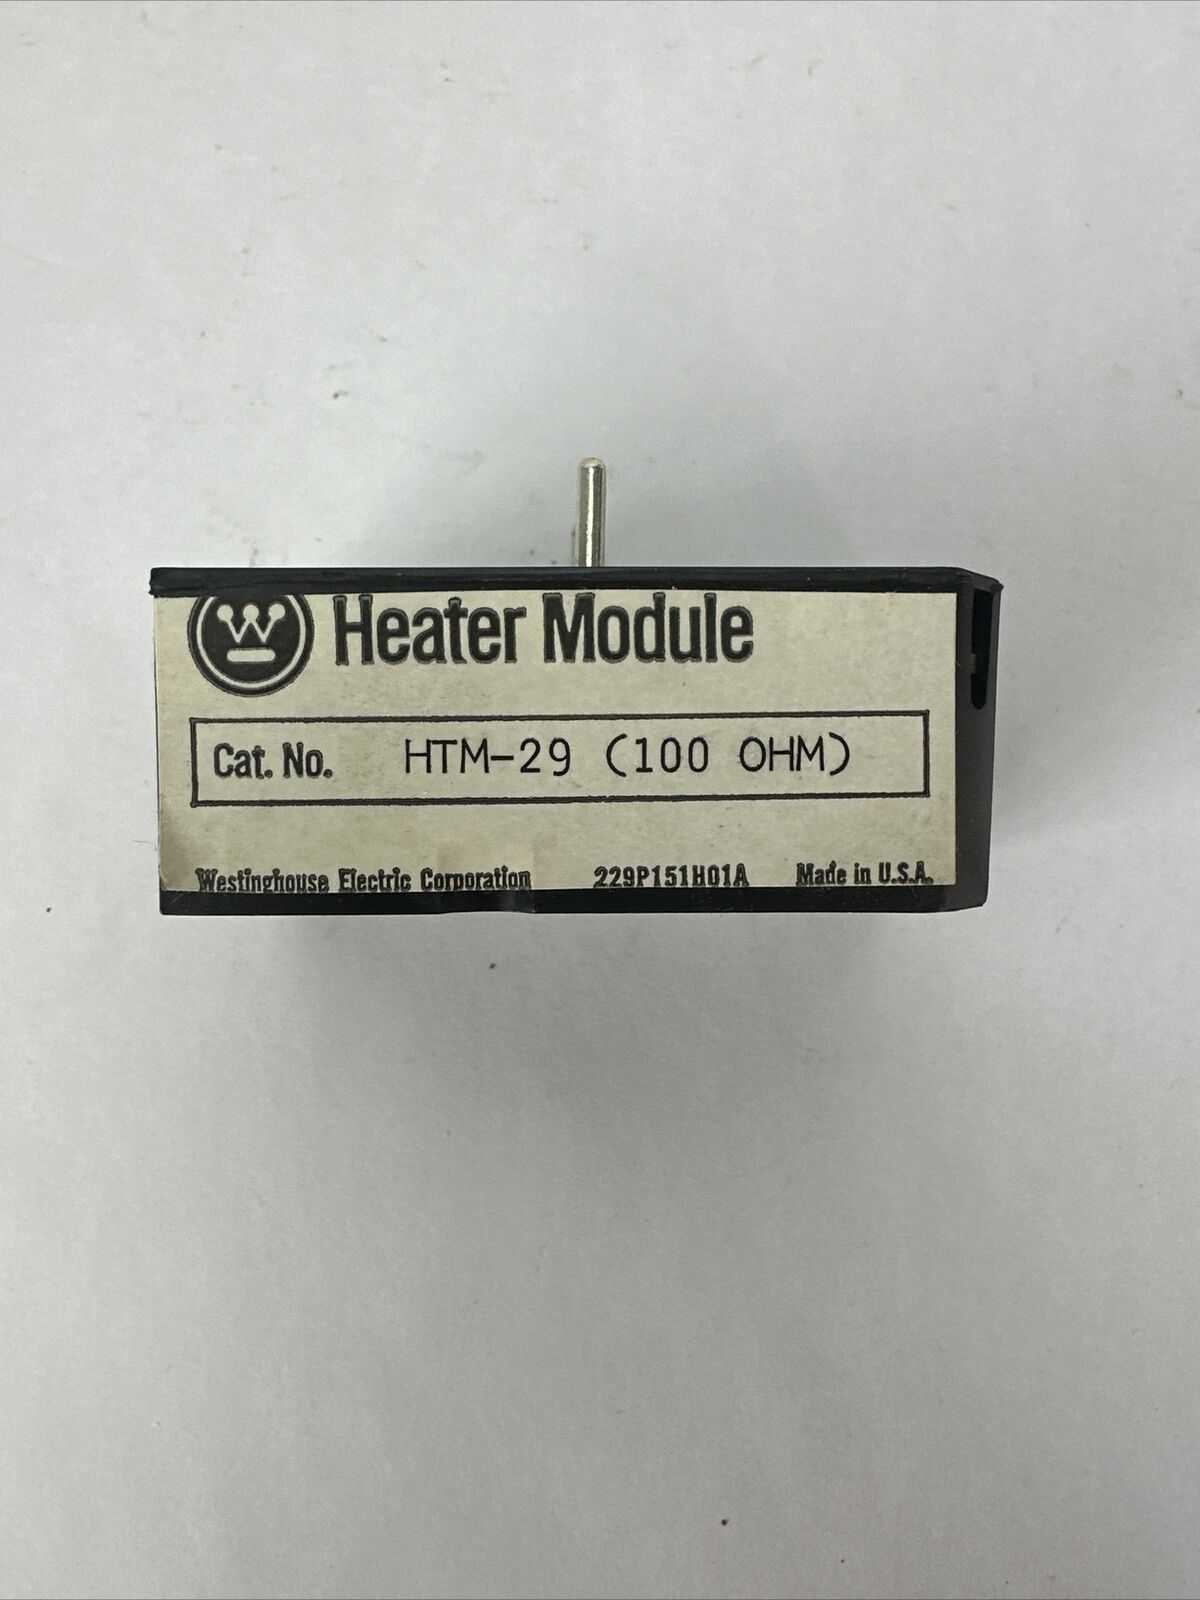 W Heater Module
Cat. No. HTM-29 (100 OHM)
Westinghouse Electric Corporation 229P151H01A Made in U.S.A.